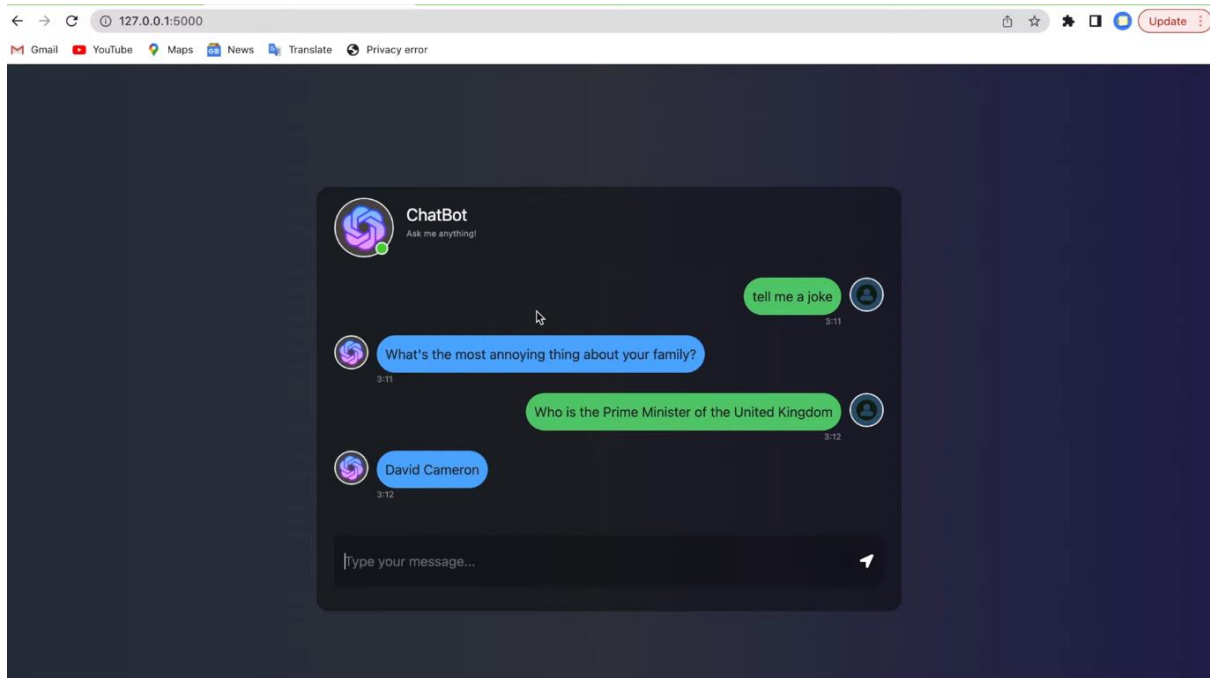 127.0.0.1:5000
Update
Gmail YouTube Maps News Translate Privacy error
ChatBot
Ask me anything!
tell me a joke
3:11
What's the most annoying thing about your family?
3:11
Who is the Prime Minister of the United Kingdom
3:12
David Cameron
3:12
Type your message...